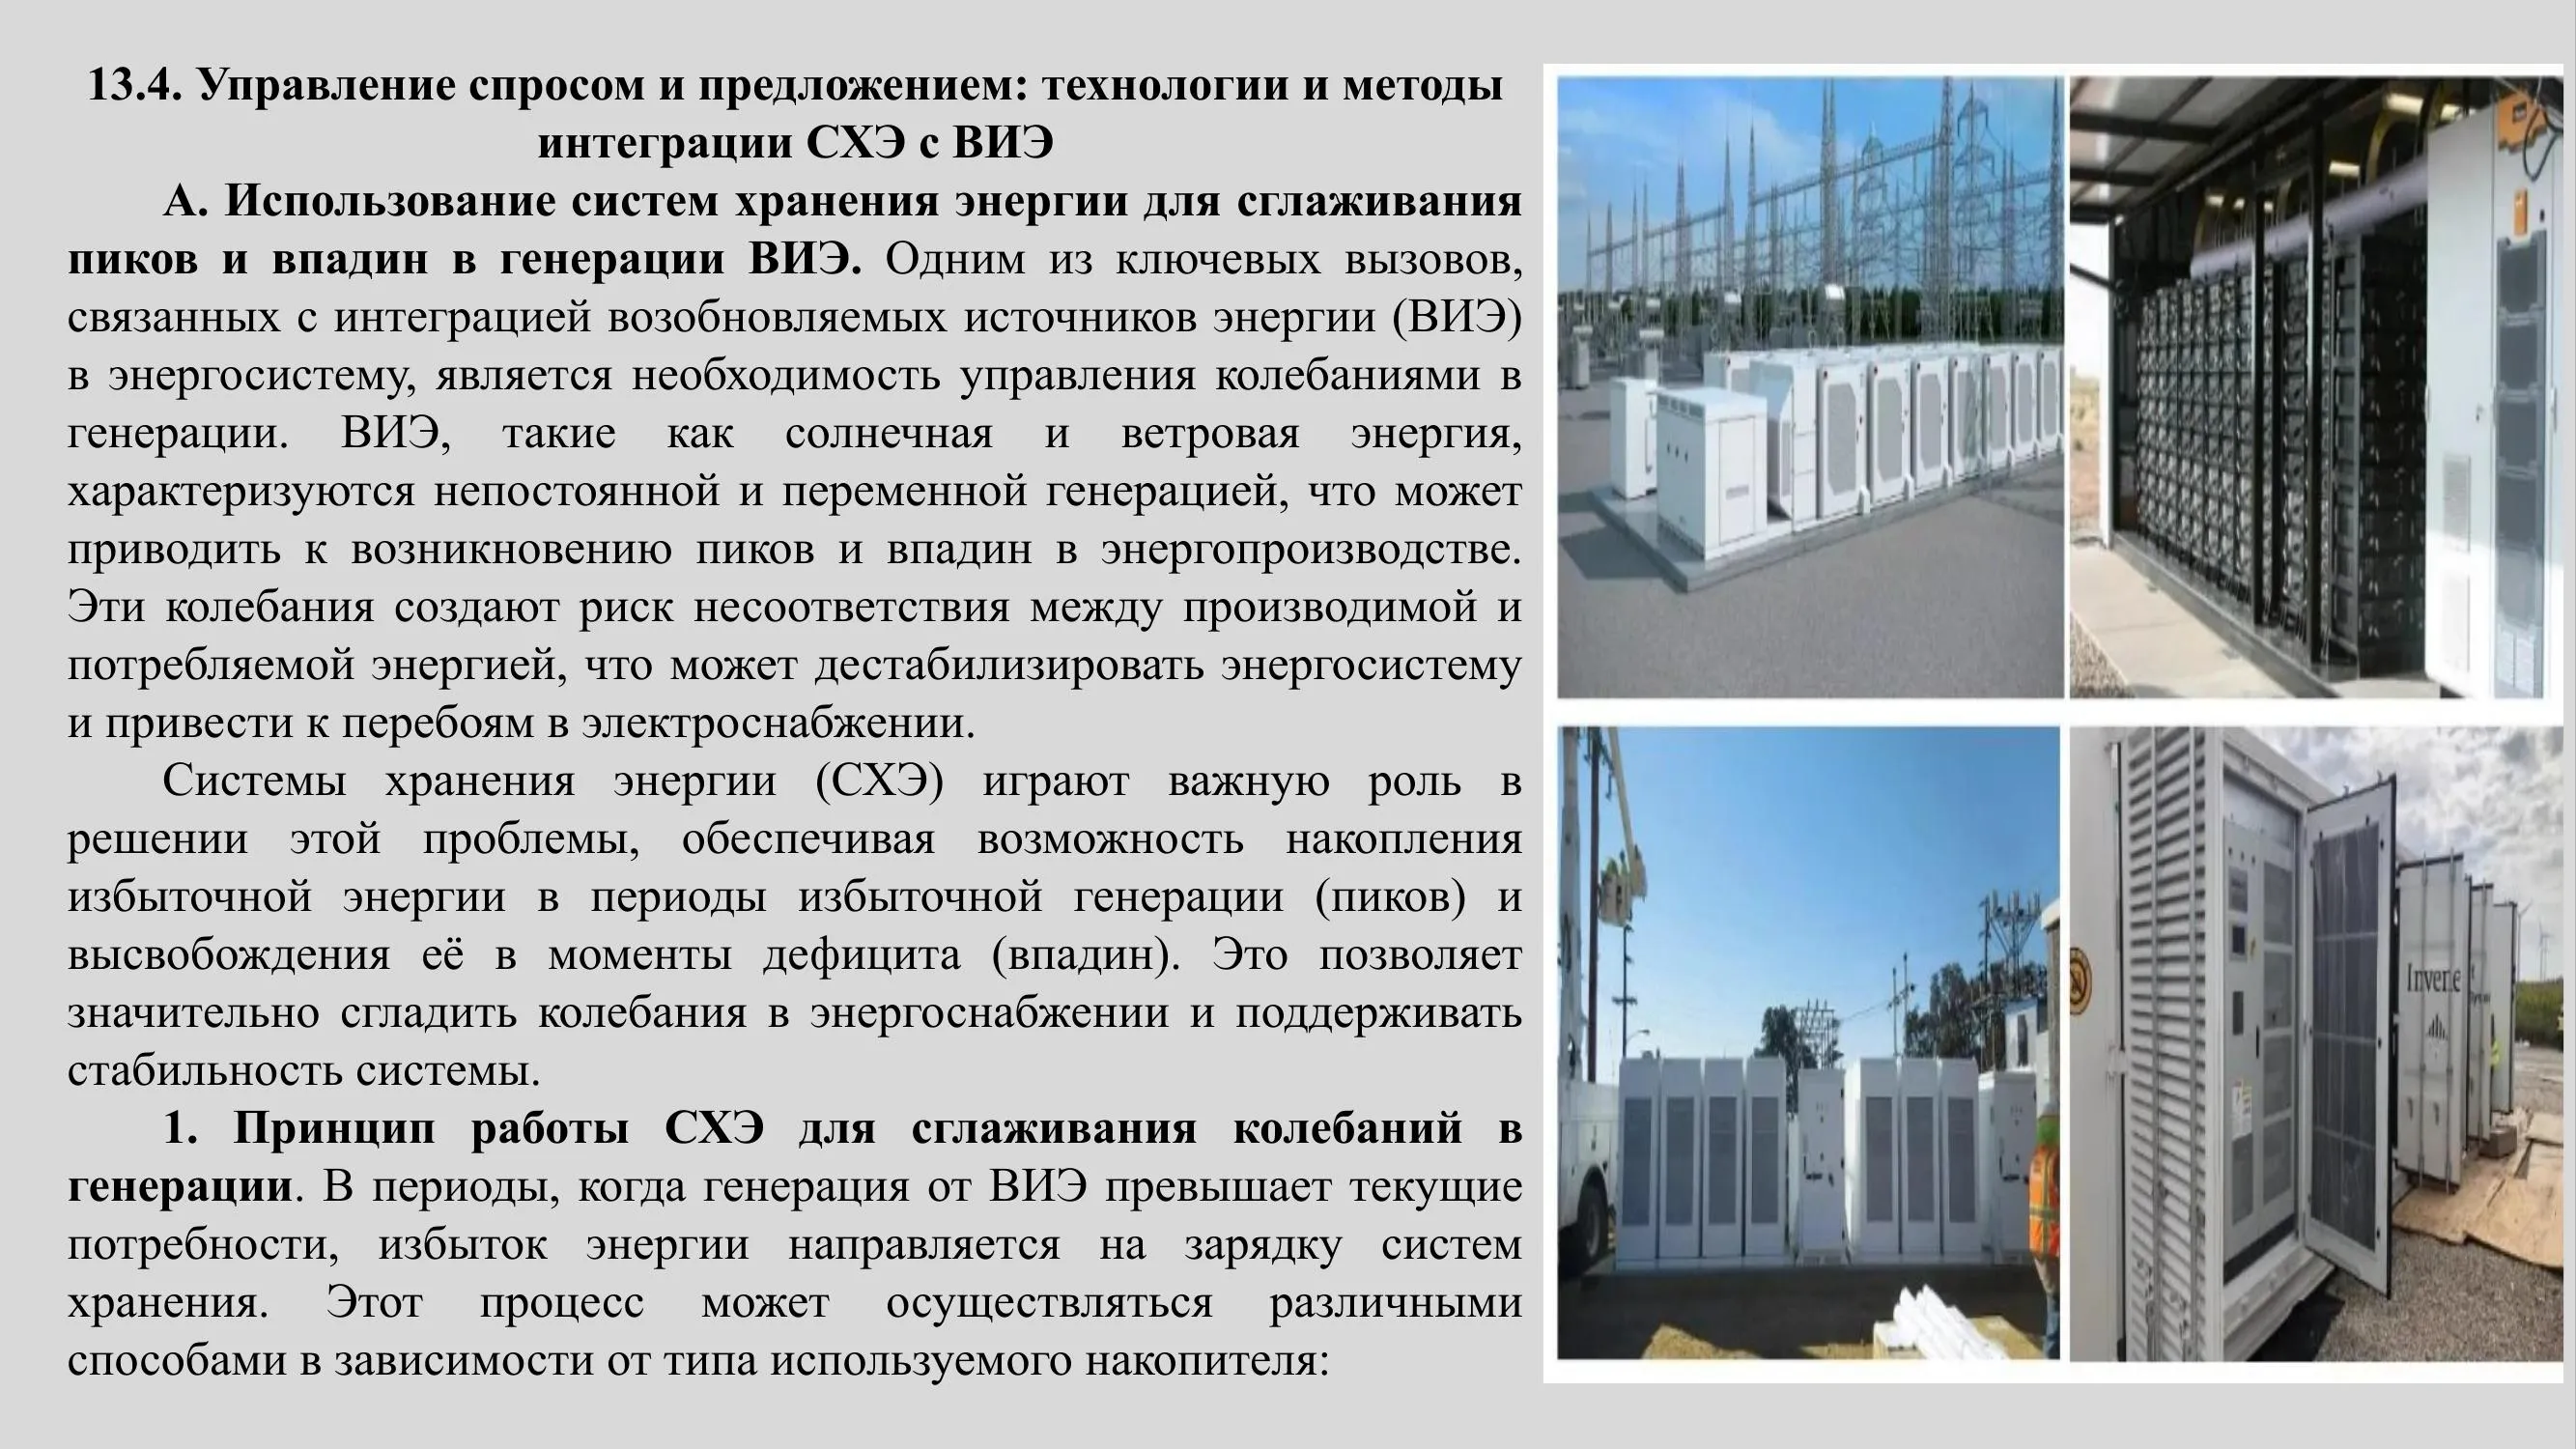 13.4. Управление спросом и предложением: технологии и методы
интеграции СХЭ с ВИЭ
А. Использование систем хранения энергии для сглаживания
пиков и впадин в генерации ВИЭ. Одним из ключевых вызовов,
связанных с интеграцией возобновляемых источников энергии (ВИЭ)
в энергосистему, является необходимость управления колебаниями в
генерации. ВИЭ, такие как солнечная и ветровая энергия,
характеризуются непостоянной и переменной генерацией, что может
приводить к возникновению пиков и впадин в энергопроизводстве.
Эти колебания создают риск несоответствия между производимой и
потребляемой энергией, что может дестабилизировать энергосистему
и привести к перебоям в электроснабжении.
Системы хранения энергии (СХЭ) играют важную роль в
решении этой проблемы, обеспечивая возможность накопления
избыточной энергии в периоды избыточной генерации (пиков) и
высвобождения её в моменты дефицита (впадин). Это позволяет
значительно сгладить колебания в энергоснабжении и поддерживать
стабильность системы.
1. Принцип работы СХЭ для сглаживания колебаний в
генерации. В периоды, когда генерация от ВИЭ превышает текущие
потребности, избыток энергии направляется на зарядку систем
хранения. Этот процесс может осуществляться различными
способами в зависимости от типа используемого накопителя: